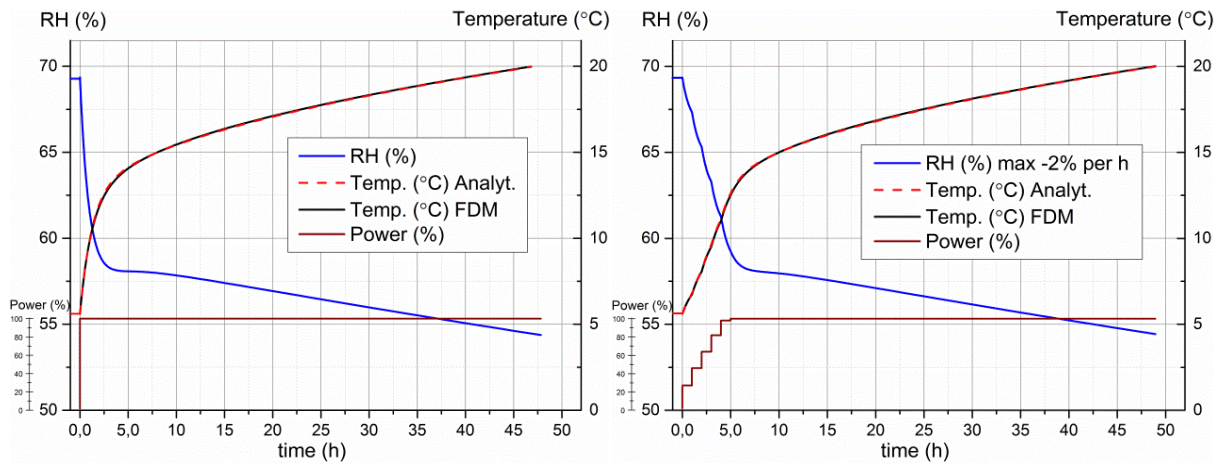 RH (%)
Temperature (°C)
70
65
60
55
50
20
15
10
5
0
RH (%)
Temp. (°C) Analyt.
Temp. (°C) FDM
Power (%)
Power (%)
100
80
60
40
20
0
0,0 5,0 10 15 20 25 30 35 40 45 50
time (h)
RH (%)
Temperature (°C)
70
65
60
55
50
20
15
10
5
0
RH (%) max -2% per h
Temp. (°C) Analyt.
Temp. (°C) FDM
Power (%)
Power (%)
100
80
60
40
20
0
0,0 5,0 10 15 20 25 30 35 40 45 50
time (h)